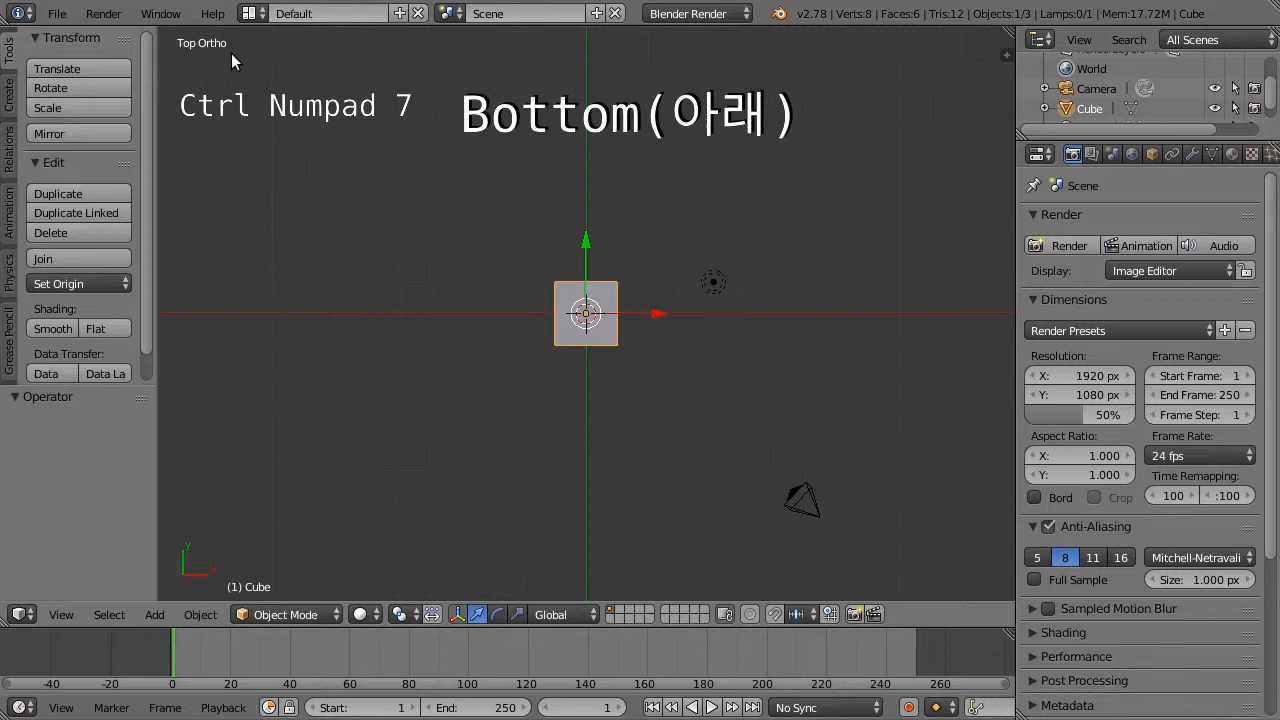 File Render Window Help Default Scene Blender Render v2.78 | Verts:8 | Faces:6 | Tris:12 | Objects:1/3 | Lamps:0/1 | Mem:17.72M | Cube
Tools
Create
Relations
Animation
Physics
Grease Pencil
Transform
Translate
Rotate
Scale
Mirror
Edit
Duplicate
Duplicate Linked
Delete
Join
Set Origin
Shading:
Smooth Flat
Data Transfer:
Data Data La
Operator
Top Ortho
Ctrl Numpad 7 Bottom(아래)
y
x
(1) Cube
View Search All Scenes
World
Camera
Cube
Scene
Render
Render Animation Audio
Display: Image Editor
Dimensions
Render Presets
Resolution: Frame Range:
X: 1920 px Start Frame: 1
Y: 1080 px End Frame: 250
50% Frame Step: 1
Aspect Ratio: Frame Rate:
X: 1.000 24 fps
Y: 1.000 Time Remapping:
Bord Crop 100 :100
Anti-Aliasing
5 8 11 16 Mitchell-Netravali
Full Sample Size: 1.000 px
Sampled Motion Blur
Shading
Performance
Post Processing
Metadata
View Select Add Object Object Mode Global
-40 -20 0 20 40 60 80 100 120 140 160 180 200 220 240 260
View Marker Frame Playback Start: 1 End: 250 1 No Sync